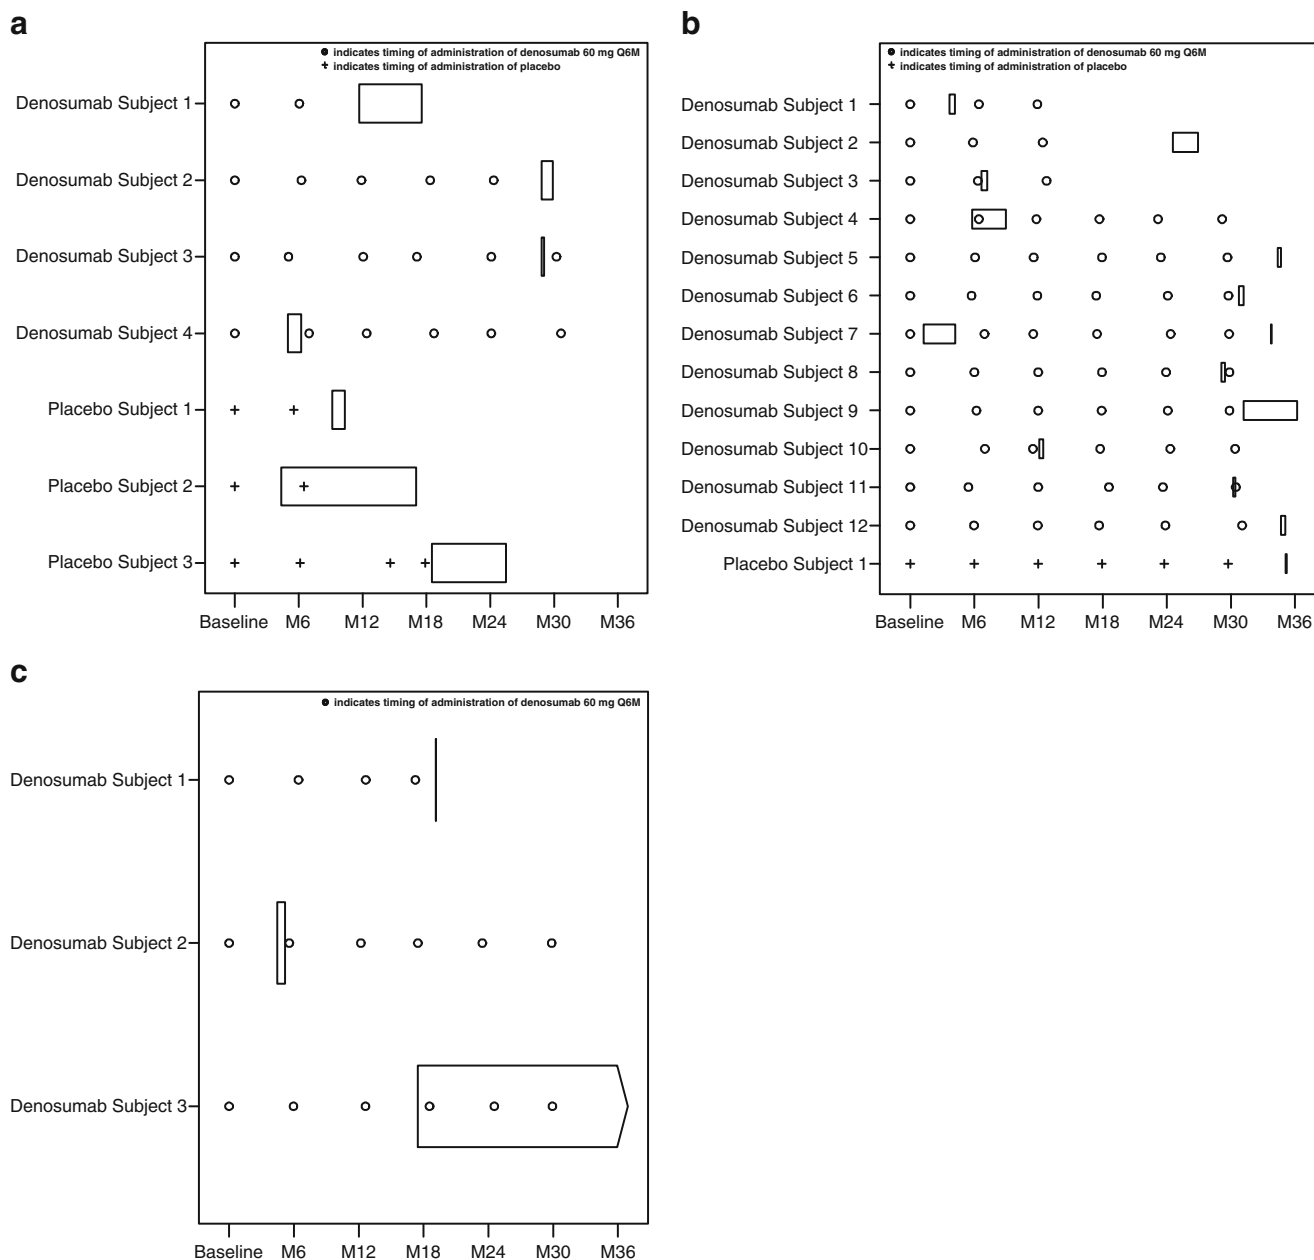 a
indicates timing of administration of denosumab 60 mg Q6M
+ indicates timing of administration of placebo
Denosumab Subject 1
Denosumab Subject 2
Denosumab Subject 3
Denosumab Subject 4
Placebo Subject 1
Placebo Subject 2
Placebo Subject 3
Baseline M6 M12 M18 M24 M30 M36
b
indicates timing of administration of denosumab 60 mg Q6M
+ indicates timing of administration of placebo
Denosumab Subject 1
Denosumab Subject 2
Denosumab Subject 3
Denosumab Subject 4
Denosumab Subject 5
Denosumab Subject 6
Denosumab Subject 7
Denosumab Subject 8
Denosumab Subject 9
Denosumab Subject 10
Denosumab Subject 11
Denosumab Subject 12
Placebo Subject 1
Baseline M6 M12 M18 M24 M30 M36
c
indicates timing of administration of denosumab 60 mg Q6M
Denosumab Subject 1
Denosumab Subject 2
Denosumab Subject 3
Baseline M6 M12 M18 M24 M30 M36